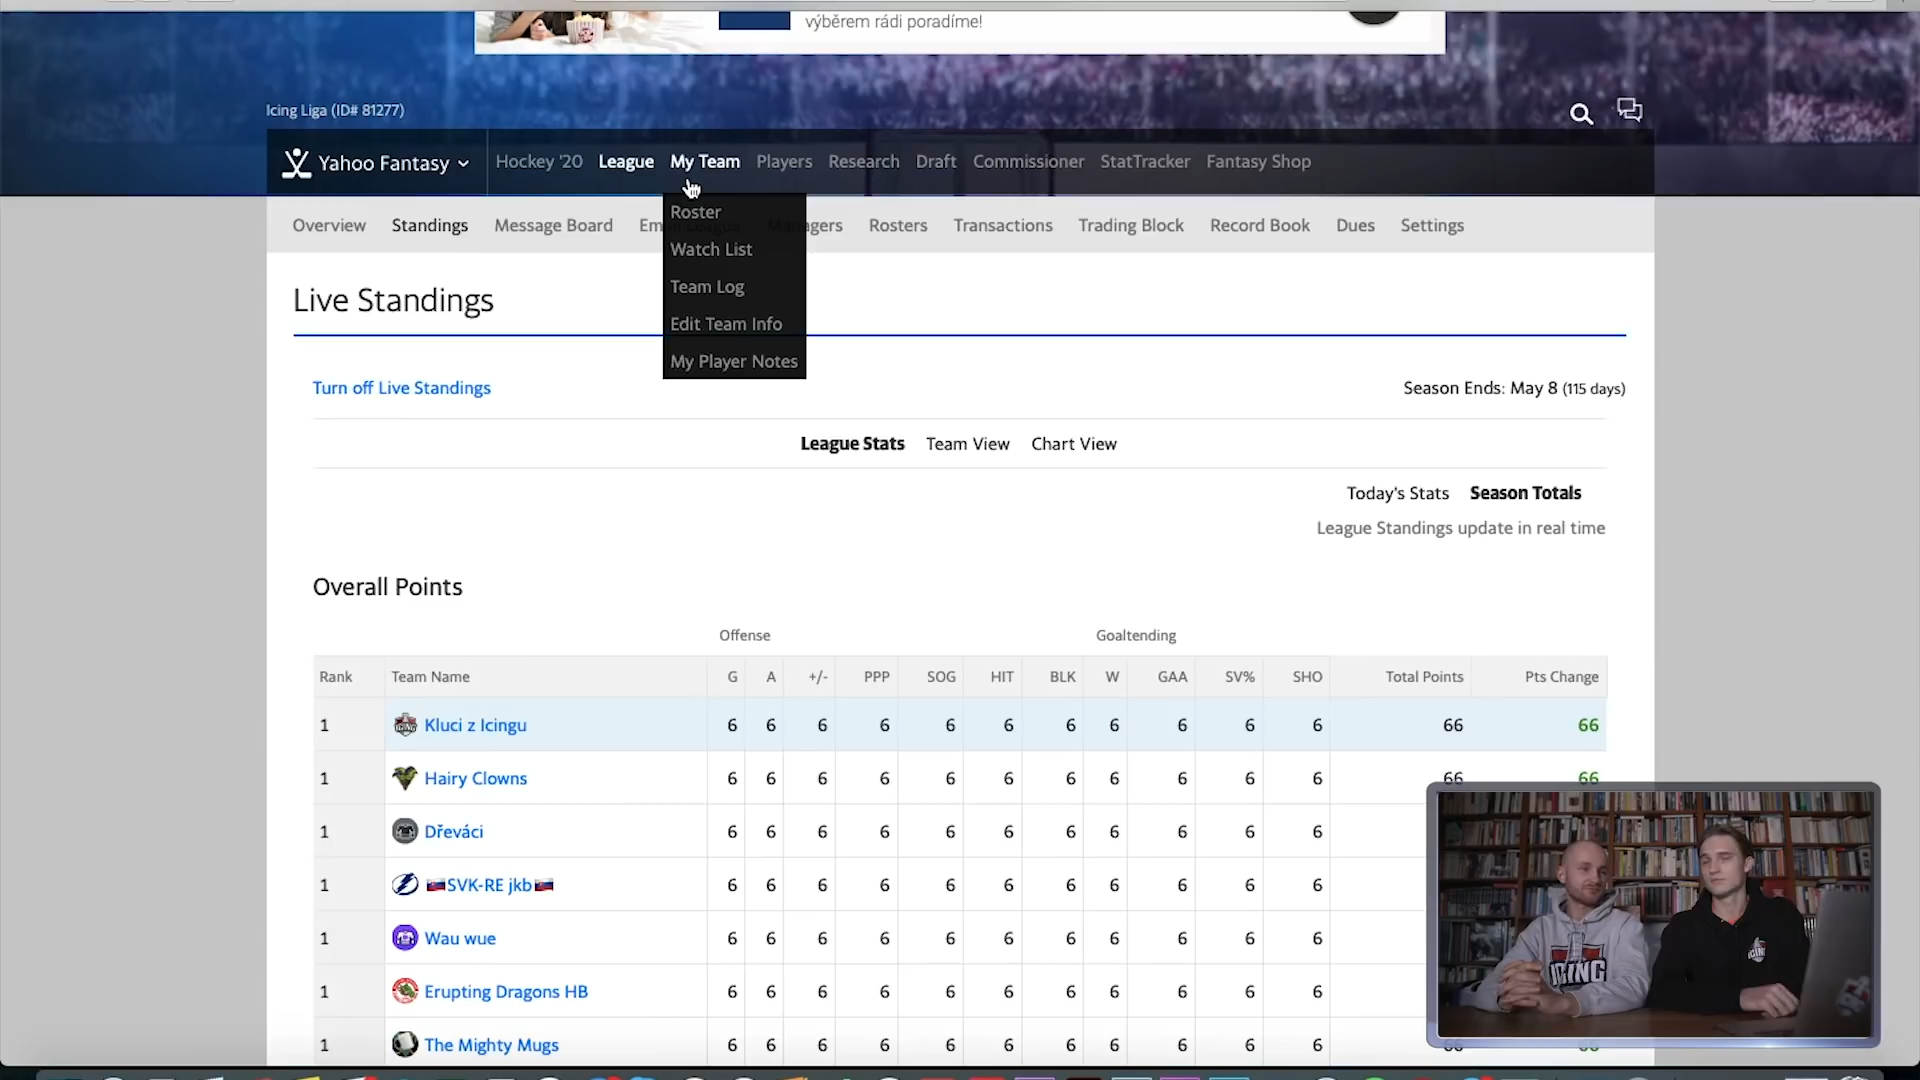 výběrem rádi poradíme!
Icing Liga (ID# 81277)
Yahoo Fantasy Hockey '20 League My Team Players Research Draft Commissioner StatTracker Fantasy Shop
Overview Standings Message Board Rosters Transactions Trading Block Record Book Dues Settings
Roster
Watch List
Team Log
Edit Team Info
My Player Notes
Live Standings
Turn off Live Standings Season Ends: May 8 (115 days)
League Stats Team View Chart View
Today's Stats Season Totals
League Standings update in real time
Overall Points
Offense Goaltending
Rank Team Name G A +/- PPP SOG HIT BLK W GAA SV% SHO Total Points Pts Change
1 Kluci z Icingu 6 6 6 6 6 6 6 6 6 6 6 66 66
1 Hairy Clowns 6 6 6 6 6 6 6 6 6 6 6 66 66
1 Dřeváci 6 6 6 6 6 6 6 6 6 6 6
1 SVK-RE jkb 6 6 6 6 6 6 6 6 6 6 6
1 Wau wue 6 6 6 6 6 6 6 6 6 6 6
1 Erupting Dragons HB 6 6 6 6 6 6 6 6 6 6 6
1 The Mighty Mugs 6 6 6 6 6 6 6 6 6 6 6
ICING